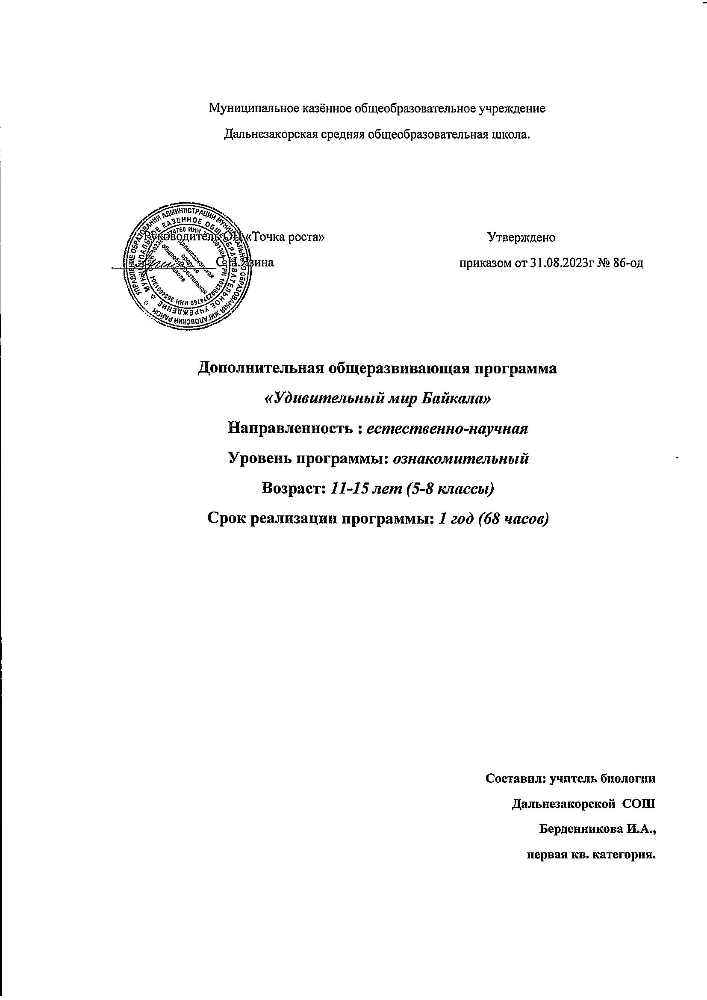 Муниципальное казённое общеобразовательное учреждение
Дальнезакорская средняя общеобразовательная школа.
Руководитель ОЦ «Точка роста»
Утверждено
Язина
приказом от 31.08.2023г № 86-од
УПРАВЛЕНИЕ ОБРАЗОВАНИЯ АДМИНИСТРАЦИИ МУНИЦИПАЛЬНОГО ОБРАЗОВАНИЯ ЖИГАЛОВСКИЙ РАЙОН
МУНИЦИПАЛЬНОЕ КАЗЕННОЕ ОБЩЕОБРАЗОВАТЕЛЬНОЕ УЧРЕЖДЕНИЕ
ОГРН 1023802374760 ИНН 3824001304
Дальнезакорская
средняя
общеобразовательная
школа
Дополнительная общеразвивающая программа
«Удивительный мир Байкала»
Направленность : естественно-научная
Уровень программы: ознакомительный
Возраст: 11-15 лет (5-8 классы)
Срок реализации программы: 1 год (68 часов)
Составил: учитель биологии
Дальнезакорской СОШ
Берденникова И.А.,
первая кв. категория.